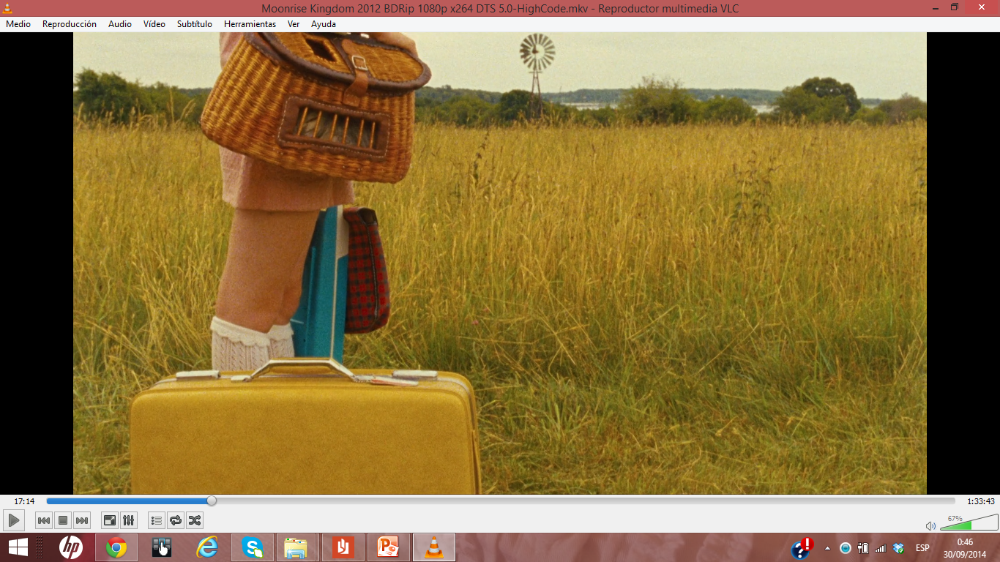 Moonrise Kingdom 2012 BDRip 1080p x264 DTS 5.0-HighCode.mkv - Reproductor multimedia VLC
Medio Reproducción Audio Vídeo Subtítulo Herramientas Ver Ayuda
17:14 1:33:43
67%
hp
ESP
0:46
30/09/2014